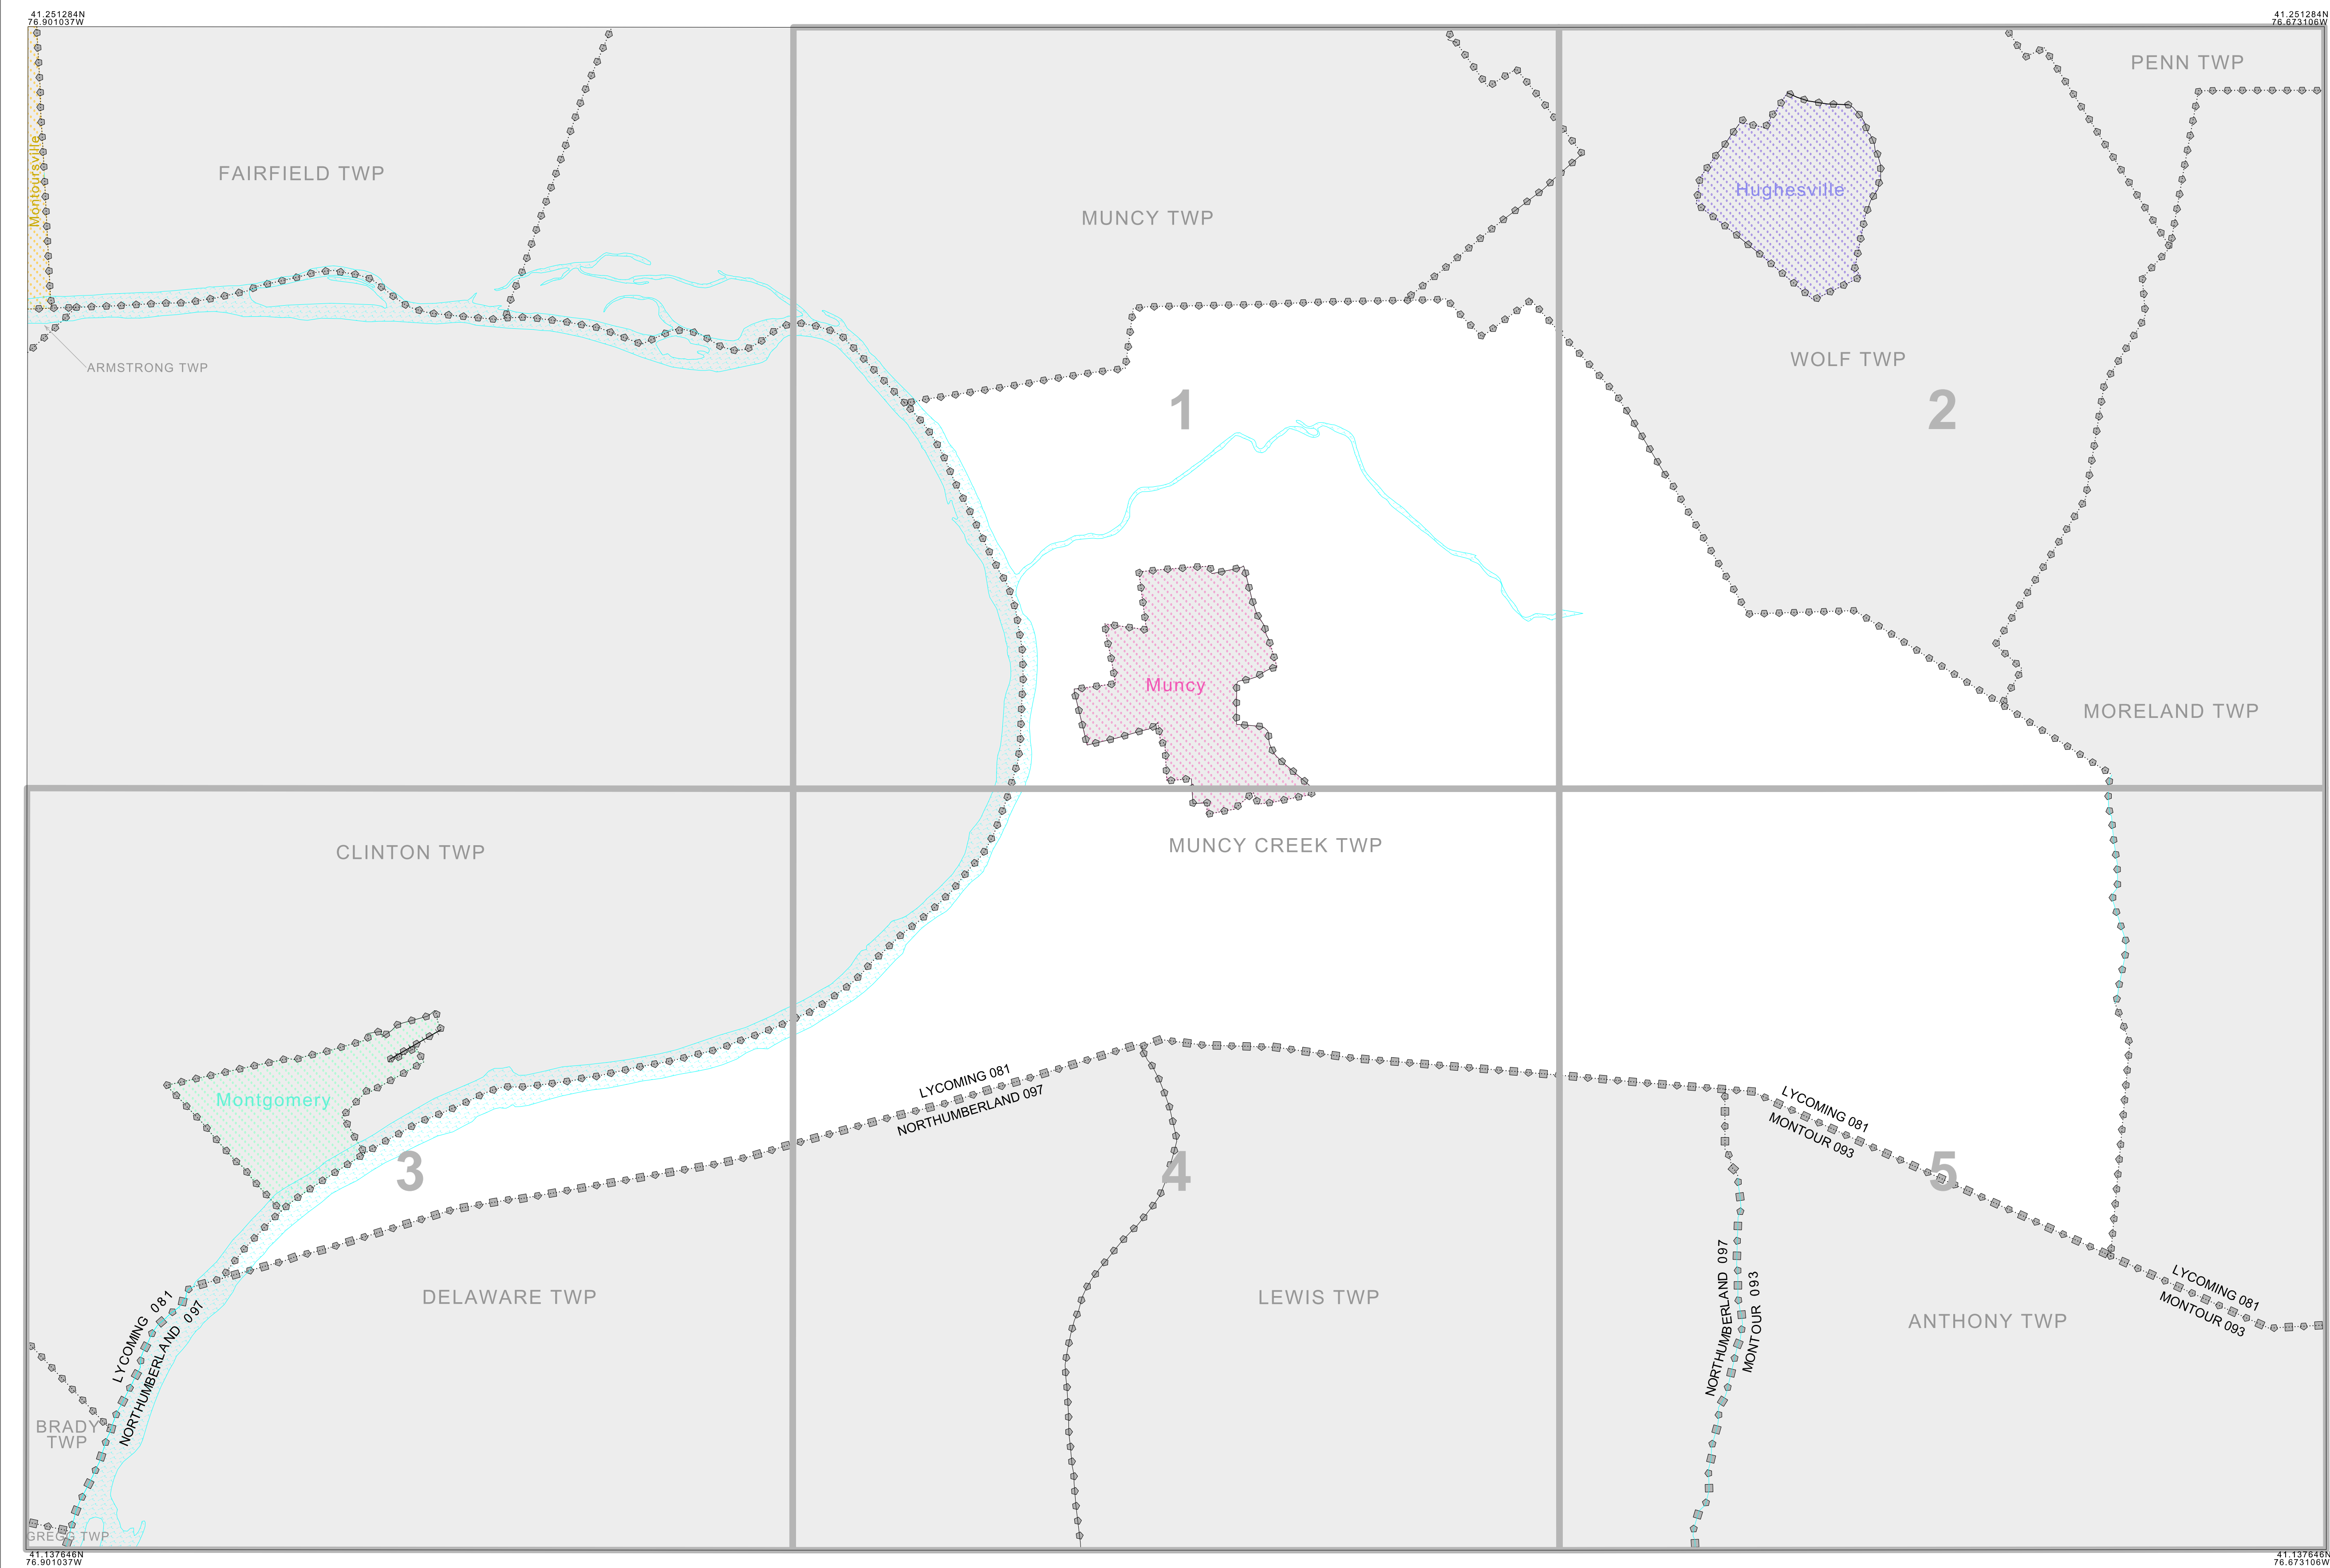 41.251284N
76.901037W
41.251284N
76.673106W
PENN TWP
Montoursville
FAIRFIELD TWP
Hughesville
MUNCY TWP
WOLF TWP
ARMSTRONG TWP
1
2
Muncy
MORELAND TWP
MUNCY CREEK TWP
CLINTON TWP
LYCOMING 081
NORTHUMBERLAND 097
Montgomery
LYCOMING 081
MONTOUR 093
3
4
5
LYCOMING 081
NORTHUMBERLAND 097
DELAWARE TWP
LEWIS TWP
NORTHUMBERLAND 097
MONTOUR 093
LYCOMING 081
MONTOUR 093
ANTHONY TWP
BRADY
TWP
GREGG TWP
41.137646N
76.901037W
41.137646N
76.673106W